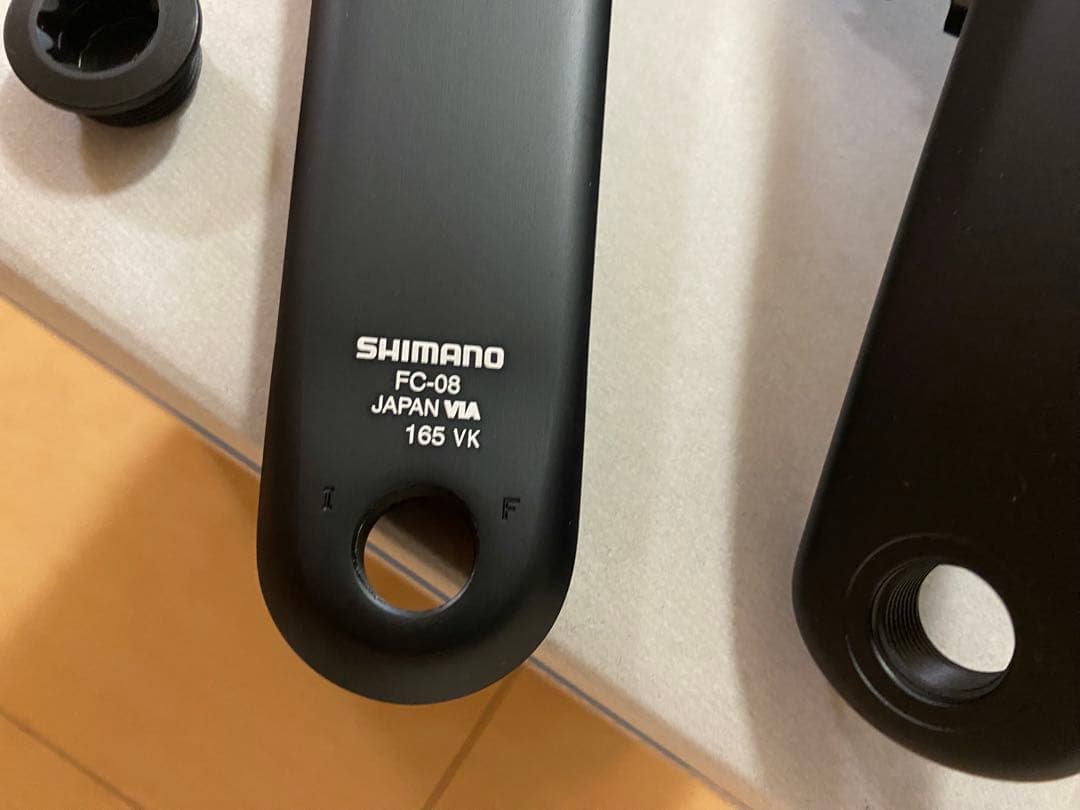 SHIMANO
FC-08
JAPAN VIA
165 VK
I F